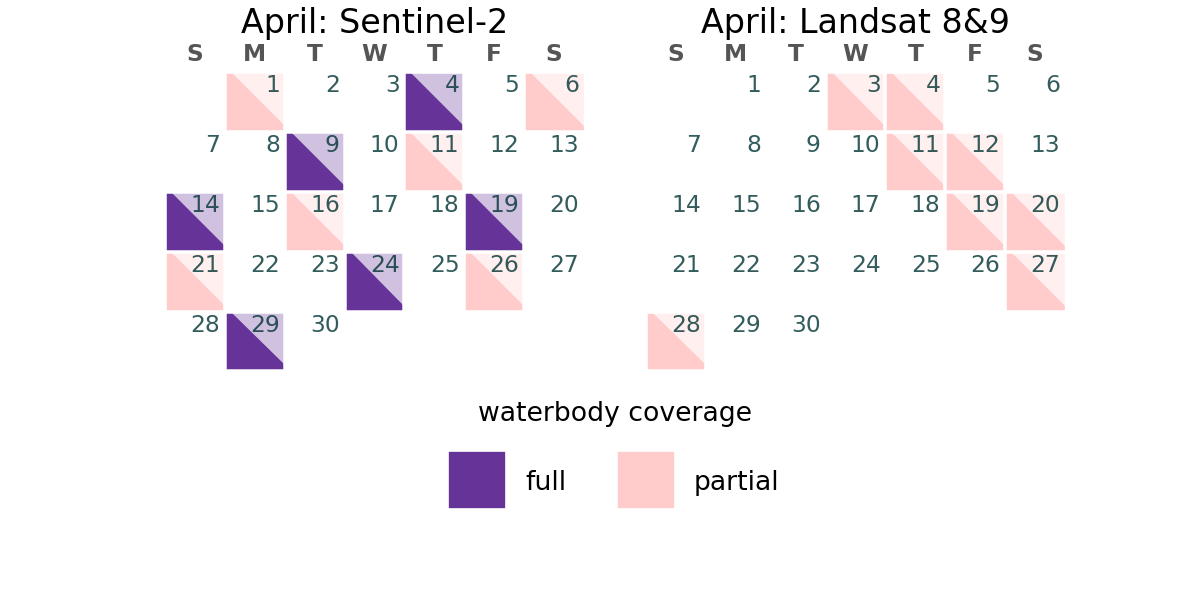 April: Sentinel-2
S M T W T F S
1 2 3 4 5 6
7 8 9 10 11 12 13
14 15 16 17 18 19 20
21 22 23 24 25 26 27
28 29 30
April: Landsat 8&9
S M T W T F S
1 2 3 4 5 6
7 8 9 10 11 12 13
14 15 16 17 18 19 20
21 22 23 24 25 26 27
28 29 30
waterbody coverage
full partial